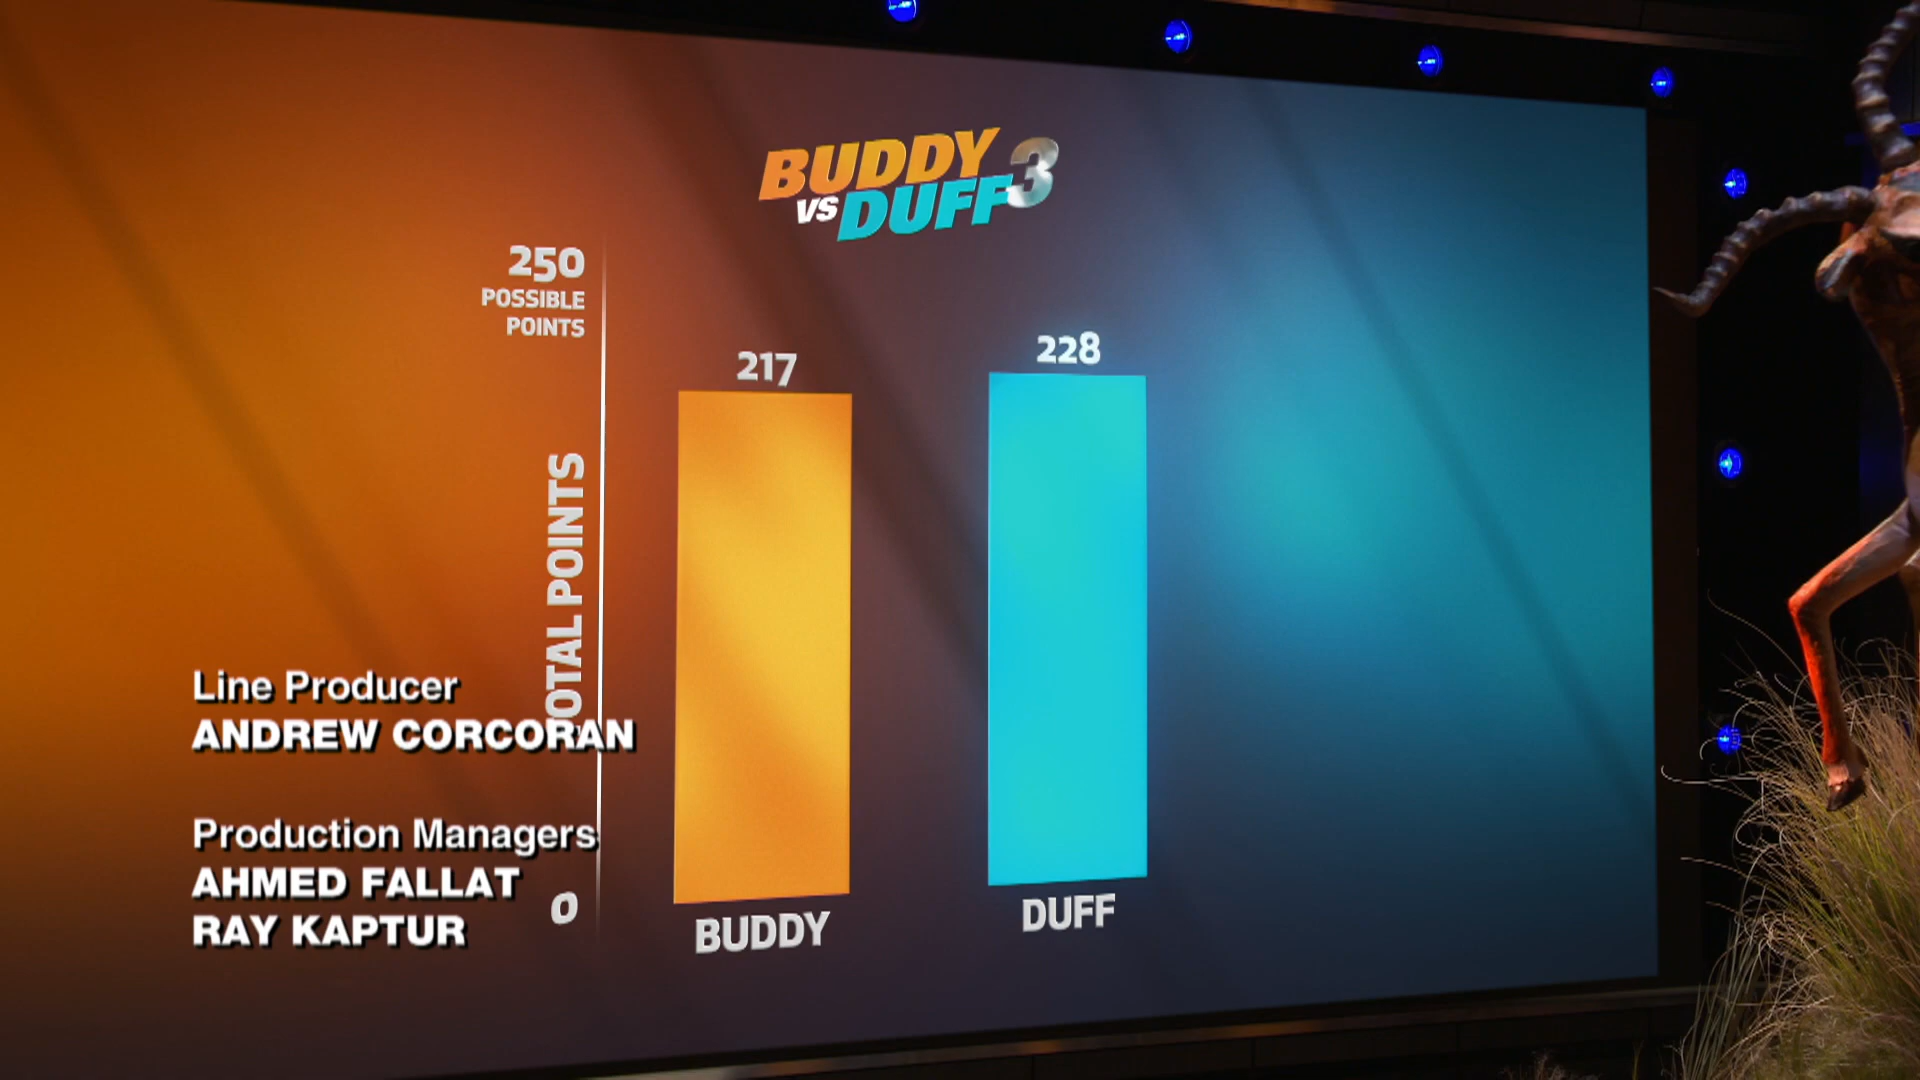 BUDDY
VS DUFF 3
250
POSSIBLE
POINTS
217
228
TOTAL POINTS
0
BUDDY
DUFF
Line Producer
ANDREW CORCORAN
Production Managers
AHMED FALLAT
RAY KAPTUR